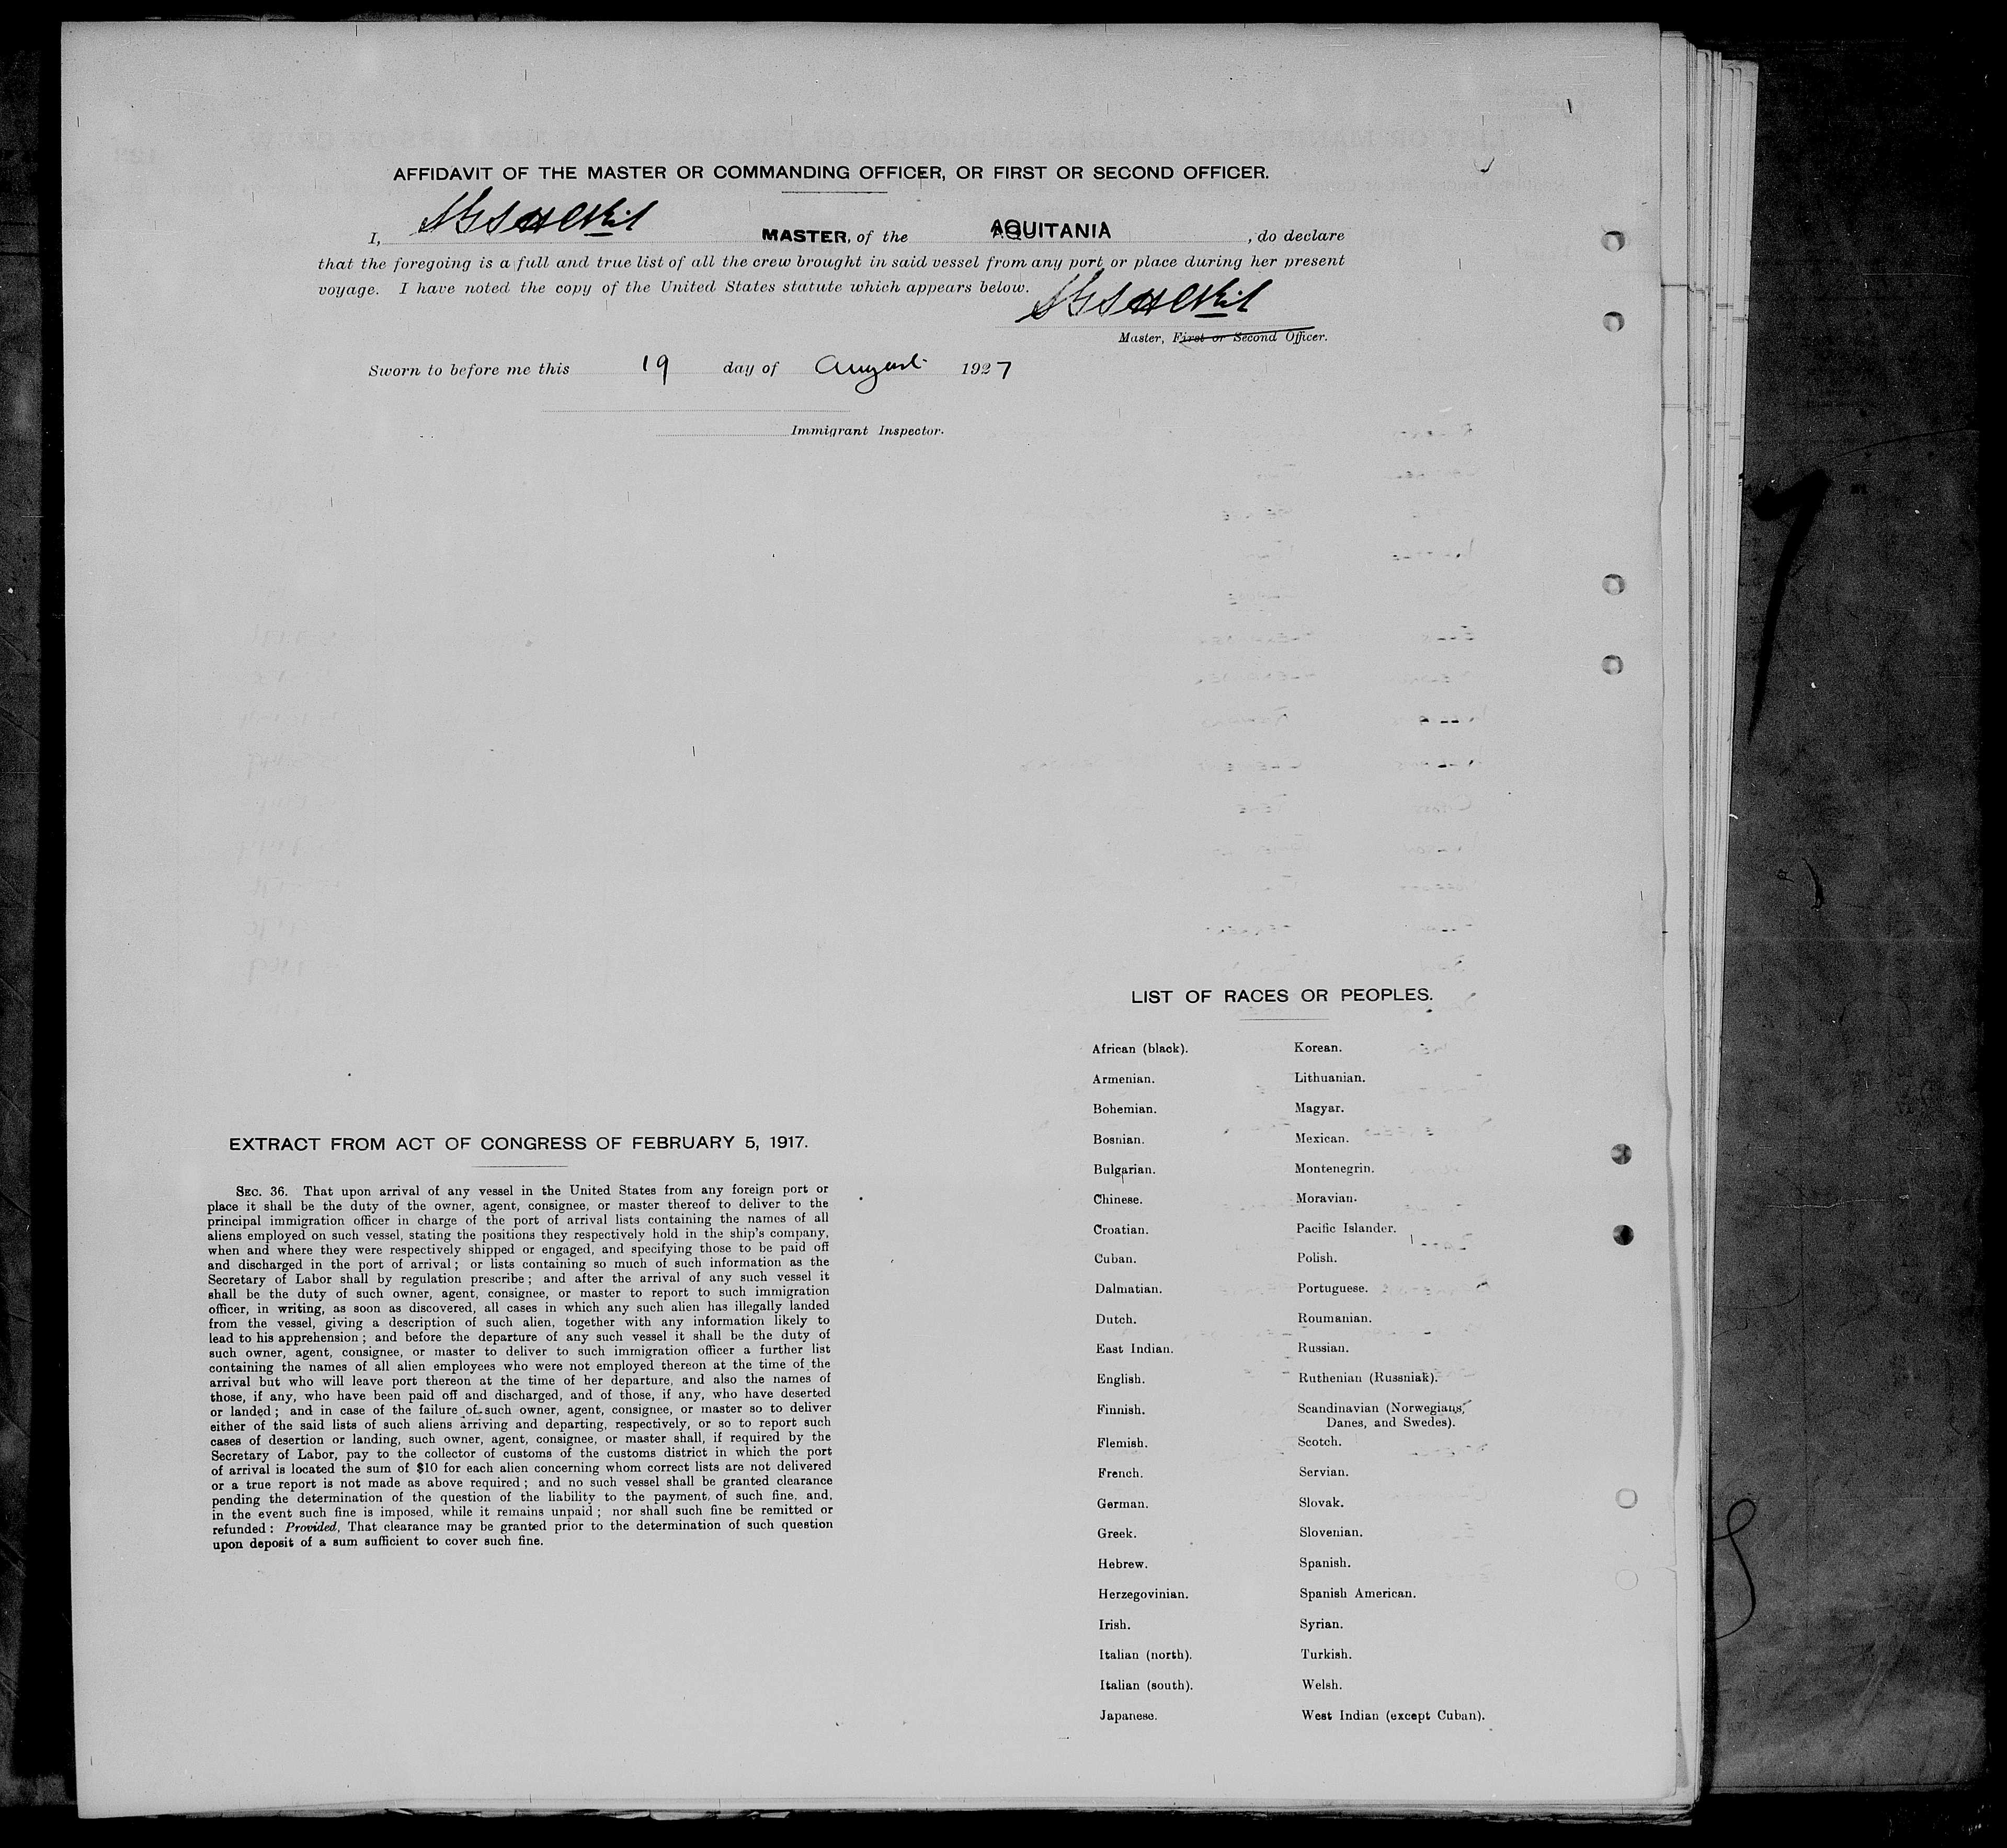 AFFIDAVIT OF THE MASTER OR COMMANDING OFFICER, OR FIRST OR SECOND OFFICER.
I, MASTER, of the AQUITANIA, do declare
that the foregoing is a full and true list of all the crew brought in said vessel from any port or place during her present
voyage. I have noted the copy of the United States statute which appears below.
Master, First or Second Officer.
Sworn to before me this 19 day of August 1927
Immigrant Inspector.
EXTRACT FROM ACT OF CONGRESS OF FEBRUARY 5, 1917.
SEC. 36. That upon arrival of any vessel in the United States from any foreign port or
place it shall be the duty of the owner, agent, consignee, or master thereof to deliver to the
principal immigration officer in charge of the port of arrival lists containing the names of all
aliens employed on such vessel, stating the positions they respectively hold in the ship's company,
when and where they were respectively shipped or engaged, and specifying those to be paid off
and discharged in the port of arrival; or lists containing so much of such information as the
Secretary of Labor shall by regulation prescribe; and after the arrival of any such vessel it
shall be the duty of such owner, agent, consignee, or master to report to such immigration
officer, in writing, as soon as discovered, all cases in which any such alien has illegally landed
from the vessel, giving a description of such alien, together with any information likely to
lead to his apprehension; and before the departure of any such vessel it shall be the duty of
such owner, agent, consignee, or master to deliver to such immigration officer a further list
containing the names of all alien employees who were not employed thereon at the time of the
arrival but who will leave port thereon at the time of her departure, and also the names of
those, if any, who have been paid off and discharged, and of those, if any, who have deserted
or landed; and in case of the failure of such owner, agent, consignee, or master so to deliver
either of the said lists of such aliens arriving and departing, respectively, or so to report such
cases of desertion or landing, such owner, agent, consignee, or master shall, if required by the
Secretary of Labor, pay to the collector of customs of the customs district in which the port
of arrival is located the sum of $10 for each alien concerning whom correct lists are not delivered
or a true report is not made as above required; and no such vessel shall be granted clearance
pending the determination of the question of the liability to the payment of such fine, and,
in the event such fine is imposed, while it remains unpaid; nor shall such fine be remitted or
refunded: Provided, That clearance may be granted prior to the determination of such question
upon deposit of a sum sufficient to cover such fine.
LIST OF RACES OR PEOPLES.
African (black).
Armenian.
Bohemian.
Bosnian.
Bulgarian.
Chinese.
Croatian.
Cuban.
Dalmatian.
Dutch.
East Indian.
English.
Finnish.
Flemish.
French.
German.
Greek.
Hebrew.
Herzegovinian.
Irish.
Italian (north).
Italian (south).
Japanese.
Korean.
Lithuanian.
Magyar.
Mexican.
Montenegrin.
Moravian.
Pacific Islander.
Polish.
Portuguese.
Roumanian.
Russian.
Ruthenian (Russniak).
Scandinavian (Norwegians,
Danes, and Swedes).
Scotch.
Servian.
Slovak.
Slovenian.
Spanish.
Spanish American.
Syrian.
Turkish.
Welsh.
West Indian (except Cuban).